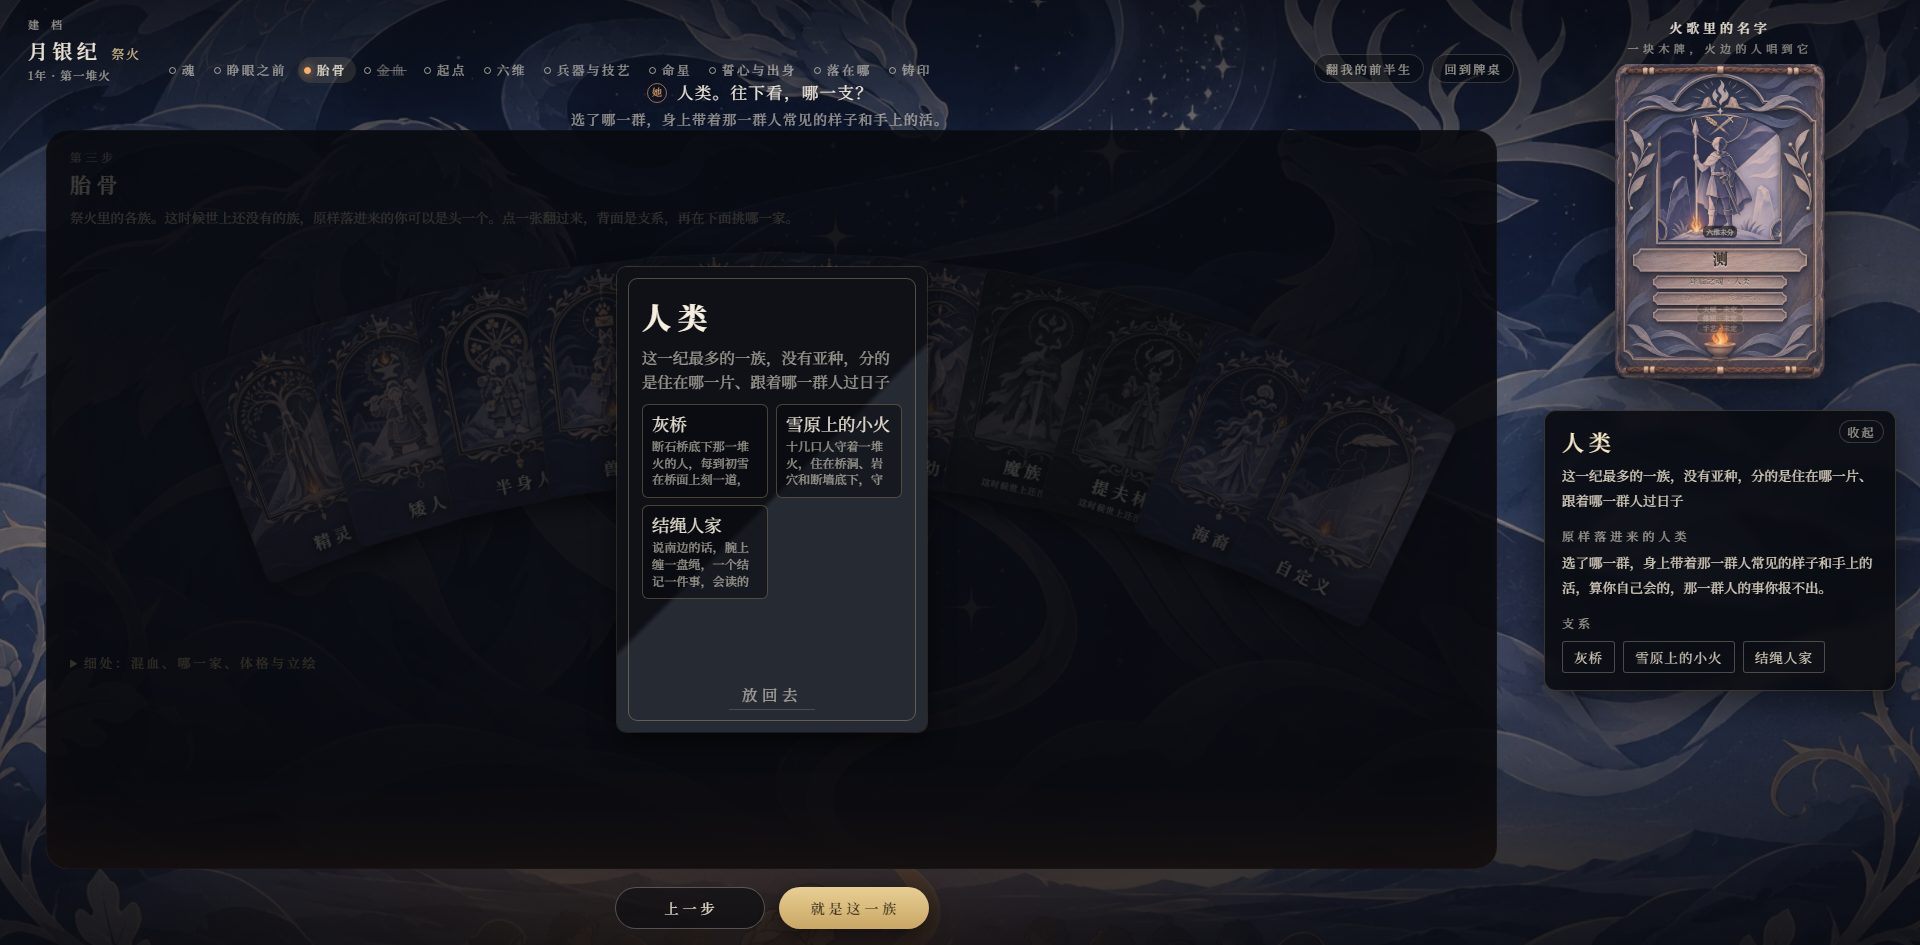 建 档
月银纪 祭火
1年 · 第一堆火
魂 睁眼之前 胎骨 金血 起点 六维 兵器与技艺 命星 誓心与出身 落在哪 铸印
翻我的前半生 回到牌桌
她 人类。往下看，哪一支？
选了哪一群，身上带着那一群人常见的样子和手上的活。
第三步
胎骨
祭火里的各族。这时候世上还没有的族，原样落进来的你可以是头一个。点一张翻过来，背面是支系，再在下面挑哪一家。
精灵
矮人
半身人
兽
魔族
这时候世上还
提夫林
这时候世上还
海裔
自定义
人类
这一纪最多的一族，没有亚种，分的
是住在哪一片、跟着哪一群人过日子
灰桥
断石桥底下那一堆
火的人，每到初雪
在桥面上刻一道，
雪原上的小火
十几口人守着一堆
火，住在桥洞、岩
穴和断墙底下，守
结绳人家
说南边的话，腕上
缠一盘绳，一个结
记一件事，会读的
放回去
▶ 细处：混血、哪一家、体格与立绘
上一步 就是这一族
火歌里的名字
一块木牌，火边的人唱到它
六维未分
测
人类
收起
这一纪最多的一族，没有亚种，分的是住在哪一片、
跟着哪一群人过日子
原样落进来的人类
选了哪一群，身上带着那一群人常见的样子和手上的
活，算你自己会的，那一群人的事你报不出。
支系
灰桥 雪原上的小火 结绳人家